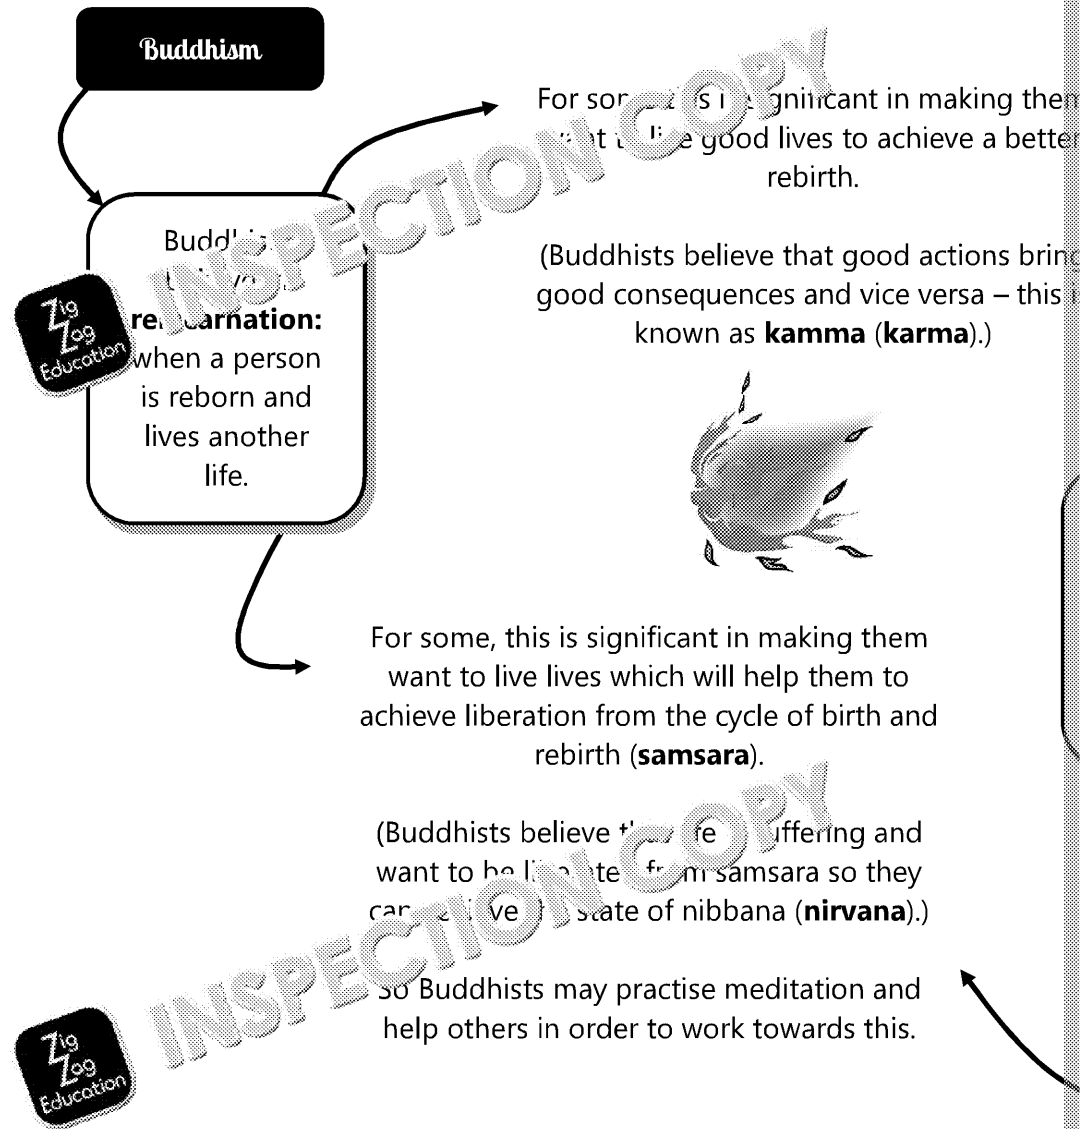 Buddhism
For some, this is significant in making them
want to live good lives to achieve a better
rebirth.
(Buddhists believe that good actions bring
good consequences and vice versa – this i
known as kamma (karma).)
Buddhists
reincarnation:
when a person
is reborn and
lives another
life.
Zig
Zag
Education
INSPECTION COPY
For some, this is significant in making them
want to live lives which will help them to
achieve liberation from the cycle of birth and
rebirth (samsara).
(Buddhists believe that life is suffering and
want to be liberated from samsara so they
can achieve the state of nibbana (nirvana).)
So Buddhists may practise meditation and
help others in order to work towards this.
Zig
Zag
Education
INSPECTION COPY